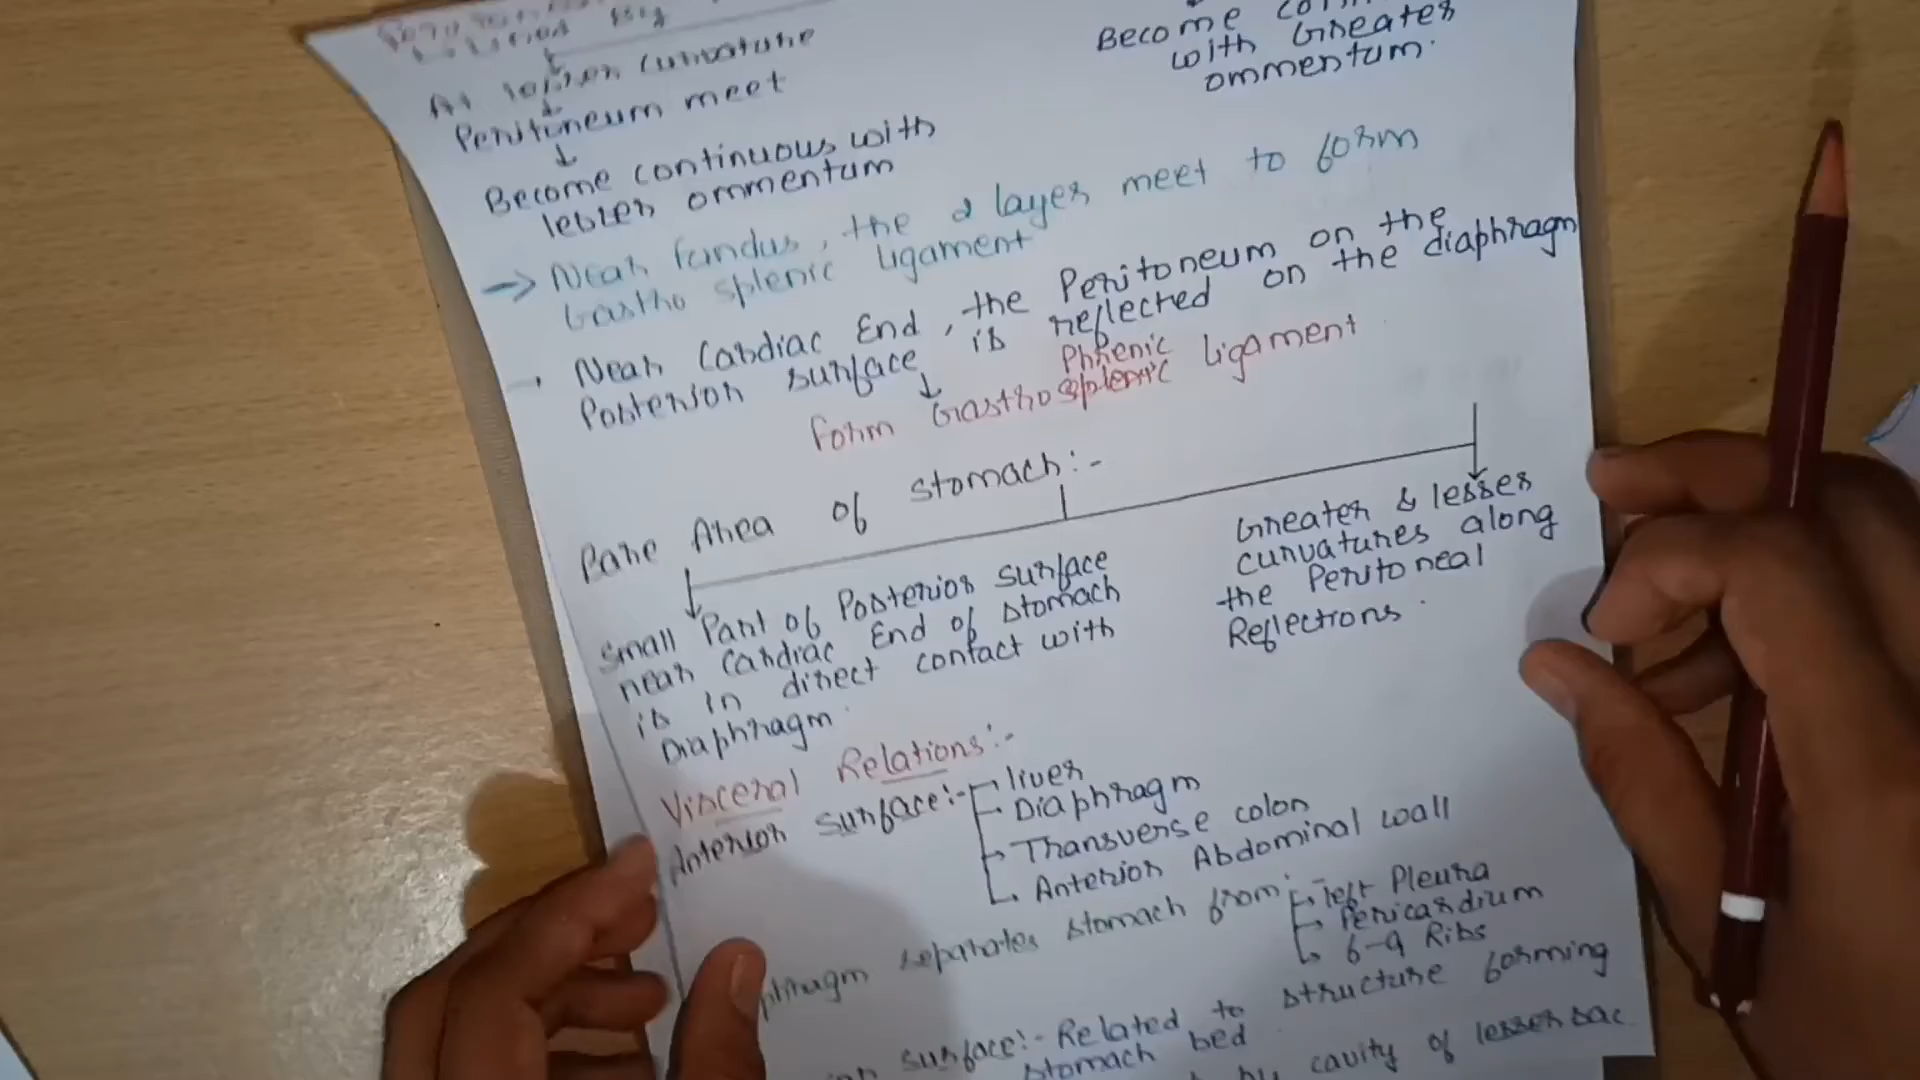 At lesser curvature
Peritoneum meet
↓
Become continuous with
lesser ommentum
Become
with Greater
ommentum.
→ Near fundus, the 2 layer meet to form
Gastro splenic ligament
Near Cardiac End, the Peritoneum on the
Posterior surface is reflected on the diaphragm
↓
form Gastro Phrenic ligament
Bare Area of stomach:-
Small Part of Posterior surface
near Cardiac End of stomach
is in direct contact with
Diaphragm.
Greater & lesser
curvatures along
the Peritoneal
Reflections.
Visceral Relations:-
Anterior surface:- liver
Diaphragm
Transverse colon
Anterior Abdominal wall
separates stomach from: left Pleura
Pericardium
6-9 Ribs
surface:- Related to structure forming
stomach bed
by cavity of lesser sac